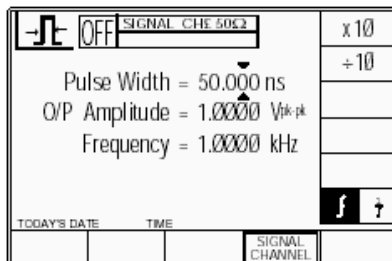 OFF SIGNAL CHE 50Ω
x10
÷10
Pulse Width = 50.000 ns
O/P Amplitude = 1.0000 Vpk-pk
Frequency = 1.0000 kHz
TODAY'S DATE TIME
SIGNAL
CHANNEL